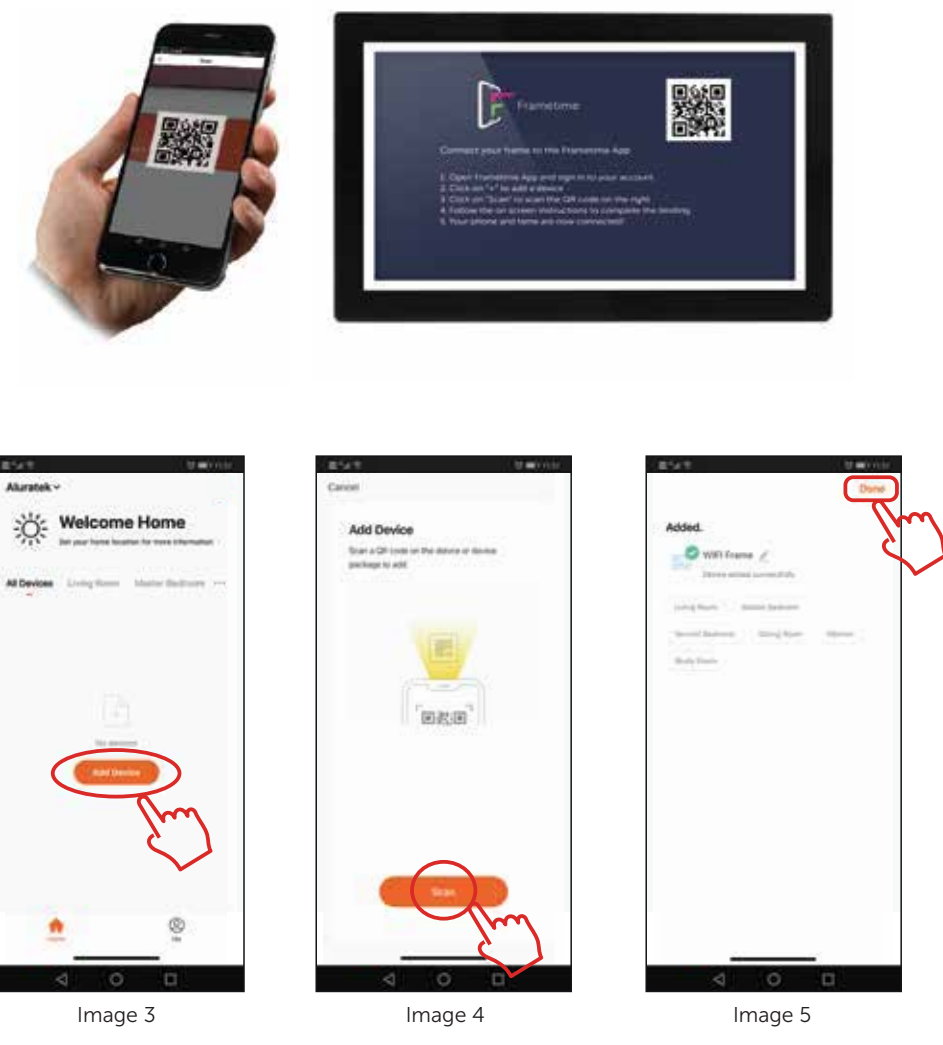 Scan
Frametime
Connect your frame to the Frametime App
1. Open Frametime App and sign in to your account
2. Click on "+" to add a device
3. Click on "Scan" to scan the QR code on the right
4. Follow the on screen instructions to complete the binding
5. Your phone and frame are now connected!
Aluratek
Welcome Home
Set your home location for more information
All Devices Living Room Master Bedroom ...
No devices
Add Device
Home Me
Image 3
Cancel
Add Device
Scan a QR code on the device or device
package to add
Scan
Image 4
Done
Added.
WIFI Frame
Device added successfully
Living Room Master Bedroom
Second Bedroom Dining Room Kitchen
Study Room
Image 5